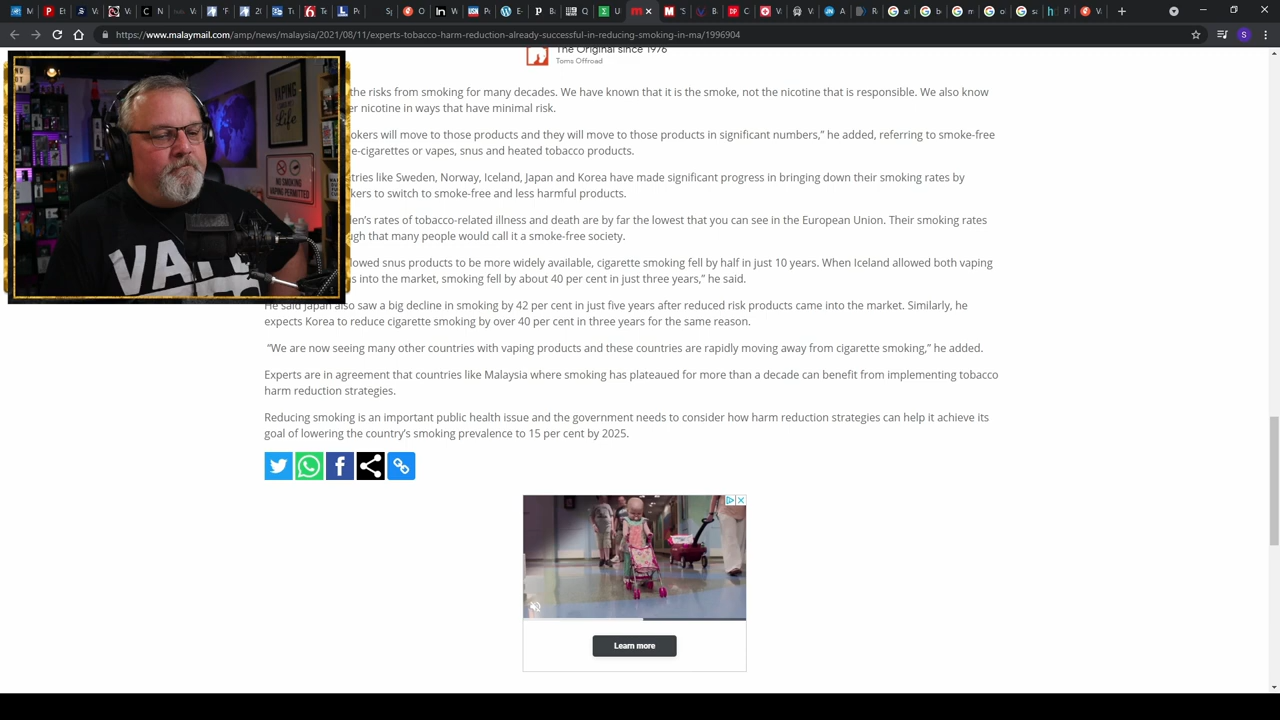 https://www.malaymail.com/amp/news/malaysia/2021/08/11/experts-tobacco-harm-reduction-already-successful-in-reducing-smoking-in-ma/1996904
The Original since 1976
Toms Offroad
the risks from smoking for many decades. We have known that it is the smoke, not the nicotine that is responsible. We also know
er nicotine in ways that have minimal risk.
okers will move to those products and they will move to those products in significant numbers,” he added, referring to smoke-free
e-cigarettes or vapes, snus and heated tobacco products.
tries like Sweden, Norway, Iceland, Japan and Korea have made significant progress in bringing down their smoking rates by
kers to switch to smoke-free and less harmful products.
en’s rates of tobacco-related illness and death are by far the lowest that you can see in the European Union. Their smoking rates
ugh that many people would call it a smoke-free society.
lowed snus products to be more widely available, cigarette smoking fell by half in just 10 years. When Iceland allowed both vaping
s into the market, smoking fell by about 40 per cent in just three years,” he said.
He said Japan also saw a big decline in smoking by 42 per cent in just five years after reduced risk products came into the market. Similarly, he
expects Korea to reduce cigarette smoking by over 40 per cent in three years for the same reason.
“We are now seeing many other countries with vaping products and these countries are rapidly moving away from cigarette smoking,” he added.
Experts are in agreement that countries like Malaysia where smoking has plateaued for more than a decade can benefit from implementing tobacco
harm reduction strategies.
Reducing smoking is an important public health issue and the government needs to consider how harm reduction strategies can help it achieve its
goal of lowering the country’s smoking prevalence to 15 per cent by 2025.
Learn more
VAPING
Life
NO SMOKING
VAPING PERMITTED